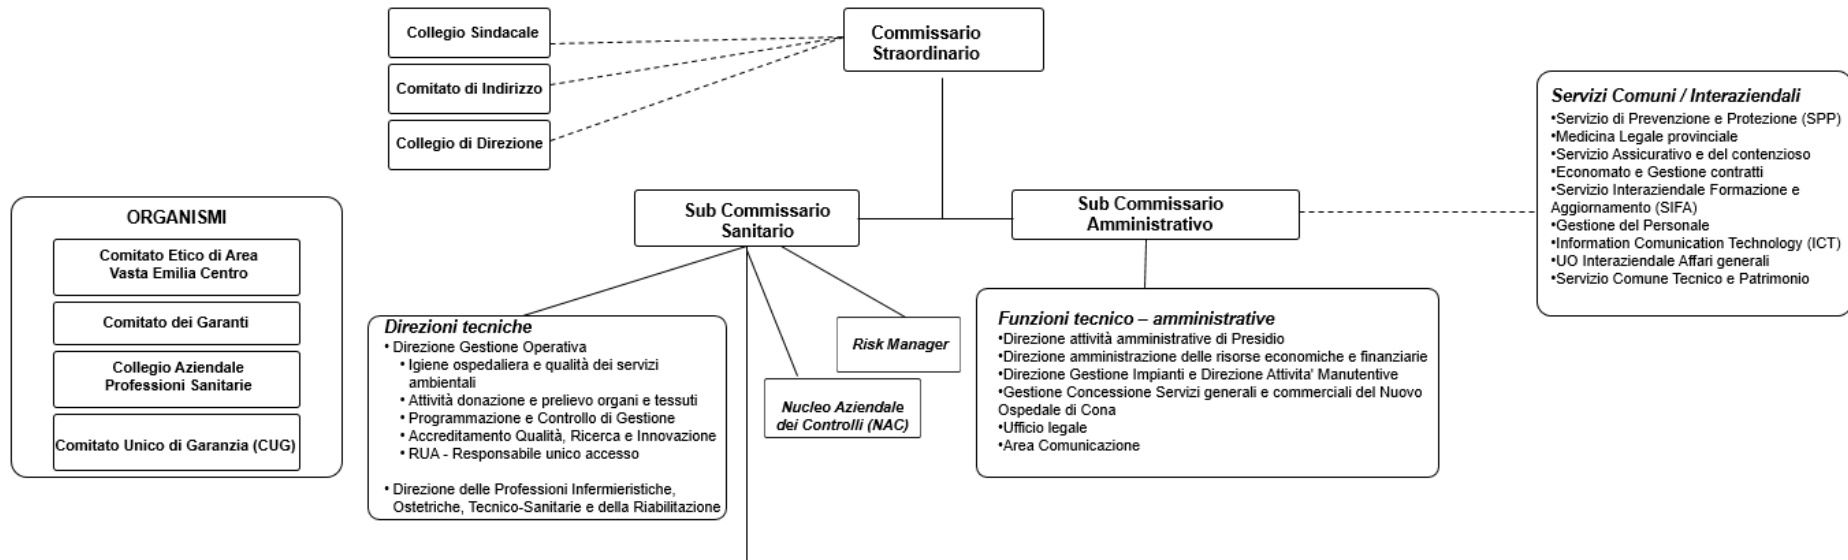 Collegio Sindacale
Comitato di Indirizzo
Collegio di Direzione
Commissario
Straordinario
Servizi Comuni / Interaziendali
•Servizio di Prevenzione e Protezione (SPP)
•Medicina Legale provinciale
•Servizio Assicurativo e del contenzioso
•Economato e Gestione contratti
•Servizio Interaziendale Formazione e
Aggiornamento (SIFA)
•Gestione del Personale
•Information Comunication Technology (ICT)
•UO Interaziendale Affari generali
•Servizio Comune Tecnico e Patrimonio
Sub Commissario
Sanitario
Sub Commissario
Amministrativo
ORGANISMI
Comitato Etico di Area
Vasta Emilia Centro
Comitato dei Garanti
Collegio Aziendale
Professioni Sanitarie
Comitato Unico di Garanzia (CUG)
Direzioni tecniche
• Direzione Gestione Operativa
• Igiene ospedaliera e qualità dei servizi
ambientali
• Attività donazione e prelievo organi e tessuti
• Programmazione e Controllo di Gestione
• Accreditamento Qualità, Ricerca e Innovazione
• RUA - Responsabile unico accesso
• Direzione delle Professioni Infermieristiche,
Ostetriche, Tecnico-Sanitarie e della Riabilitazione
Nucleo Aziendale
dei Controlli (NAC)
Risk Manager
Funzioni tecnico – amministrative
•Direzione attività amministrative di Presidio
•Direzione amministrazione delle risorse economiche e finanziarie
•Direzione Gestione Impianti e Direzione Attivita' Manutentive
•Gestione Concessione Servizi generali e commerciali del Nuovo
Ospedale di Cona
•Ufficio legale
•Area Comunicazione